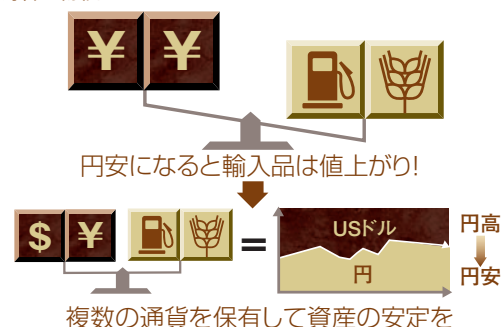 ¥ ¥
円安になると輸入品は値上がり!
$ ¥ = USドル 円高
円 円安
複数の通貨を保有して資産の安定を